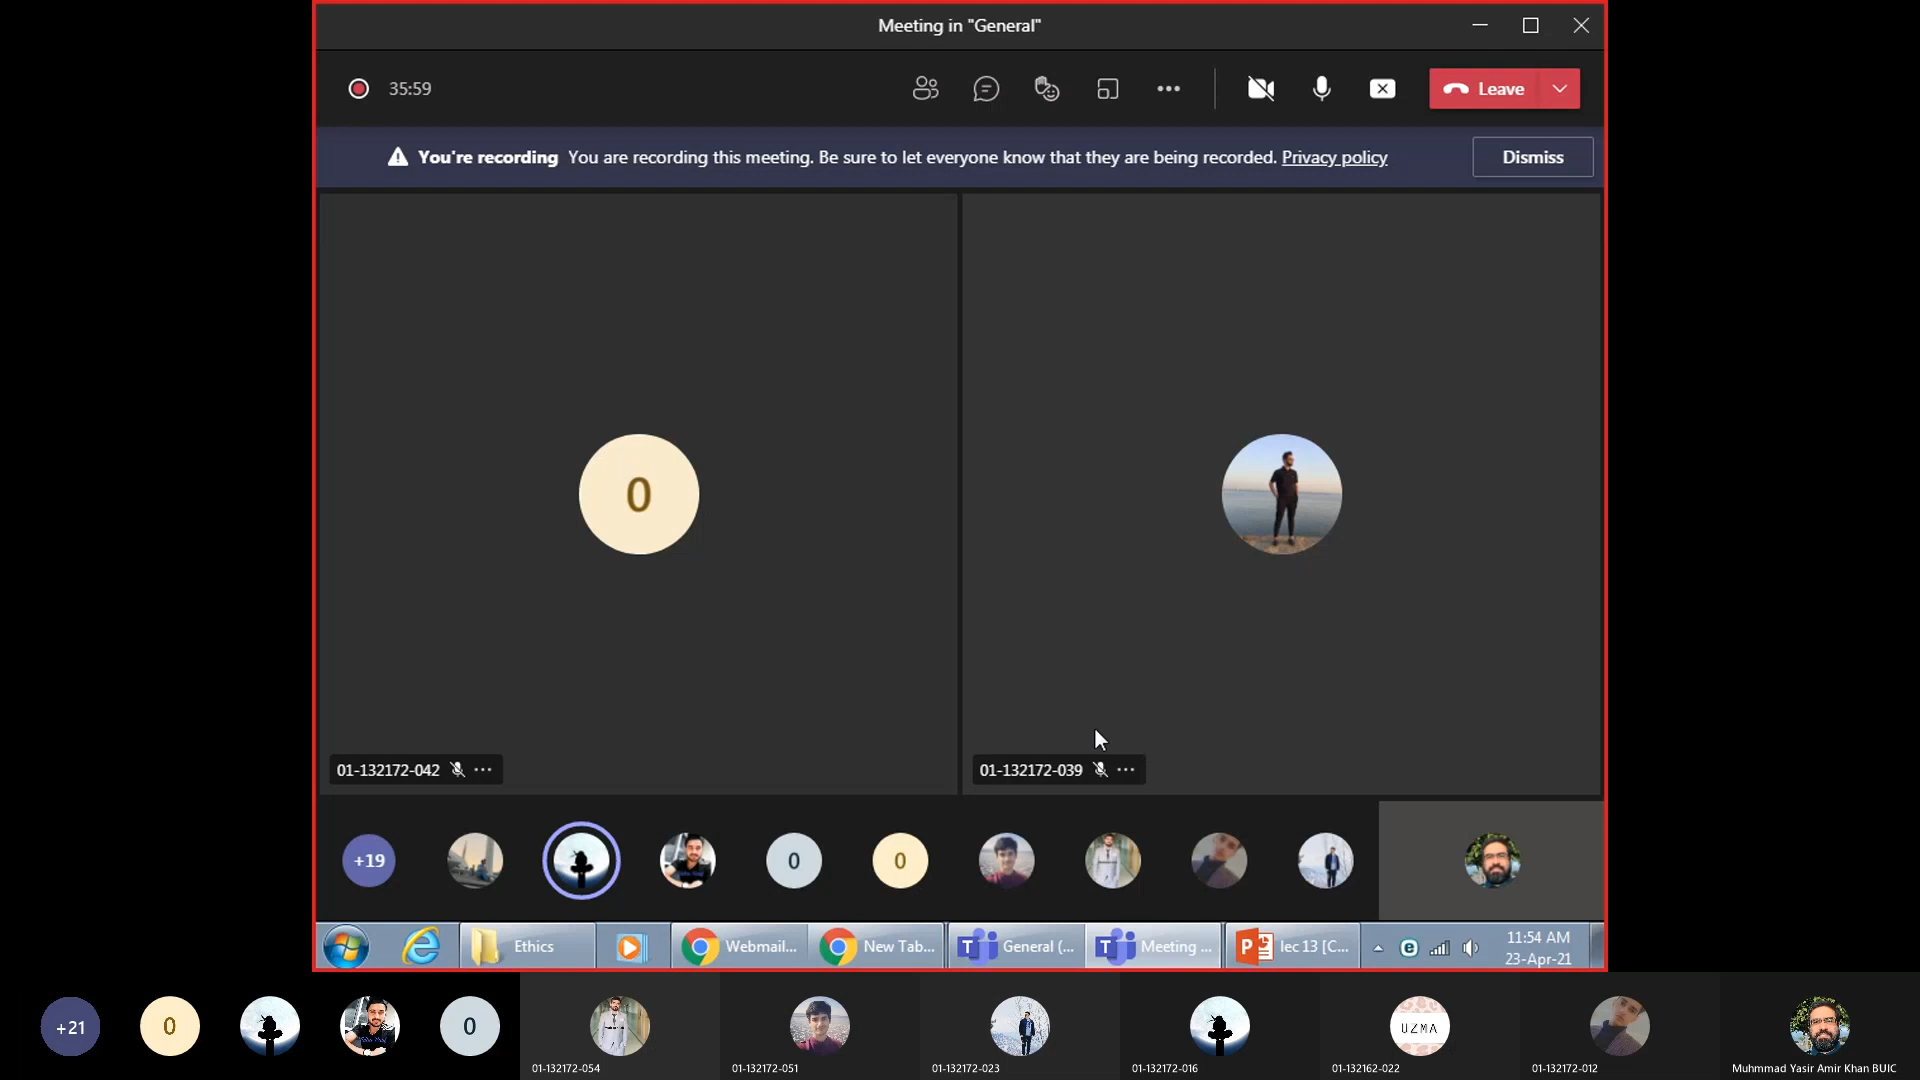 Meeting in "General"
35:59
Leave
You're recording You are recording this meeting. Be sure to let everyone know that they are being recorded. Privacy policy
Dismiss
0
01-132172-042
01-132172-039
+19
0
0
Ethics
Webmail...
New Tab...
General (...
Meeting ...
lec 13 [C...
11:54 AM
23-Apr-21
+21
0
0
UZMA
01-132172-054
01-132172-051
01-132172-023
01-132172-016
01-132162-022
01-132172-012
Muhmmad Yasir Amir Khan BUIC